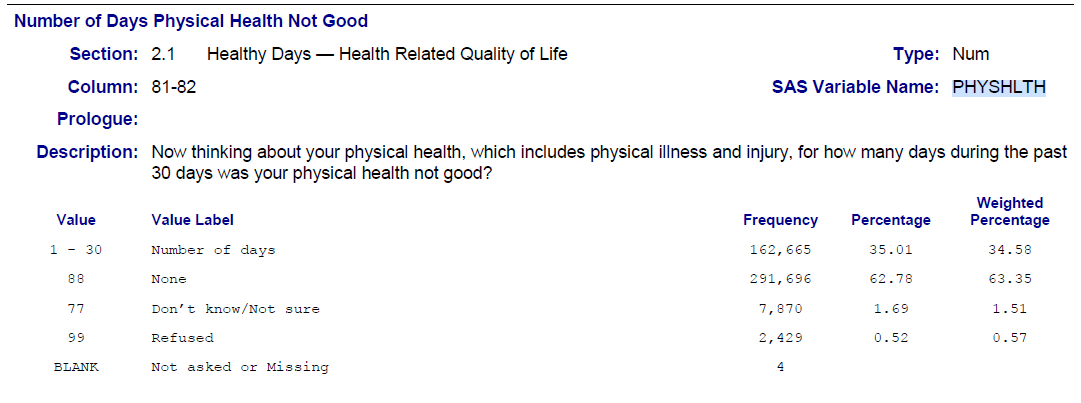 Number of Days Physical Health Not Good
Section: 2.1 Healthy Days — Health Related Quality of Life Type: Num
Column: 81-82 SAS Variable Name: PHYSHLTH
Prologue:
Description: Now thinking about your physical health, which includes physical illness and injury, for how many days during the past
30 days was your physical health not good?
Weighted
Value Value Label Frequency Percentage Percentage
1 - 30 Number of days 162,665 35.01 34.58
88 None 291,696 62.78 63.35
77 Don't know/Not sure 7,870 1.69 1.51
99 Refused 2,429 0.52 0.57
BLANK Not asked or Missing 4